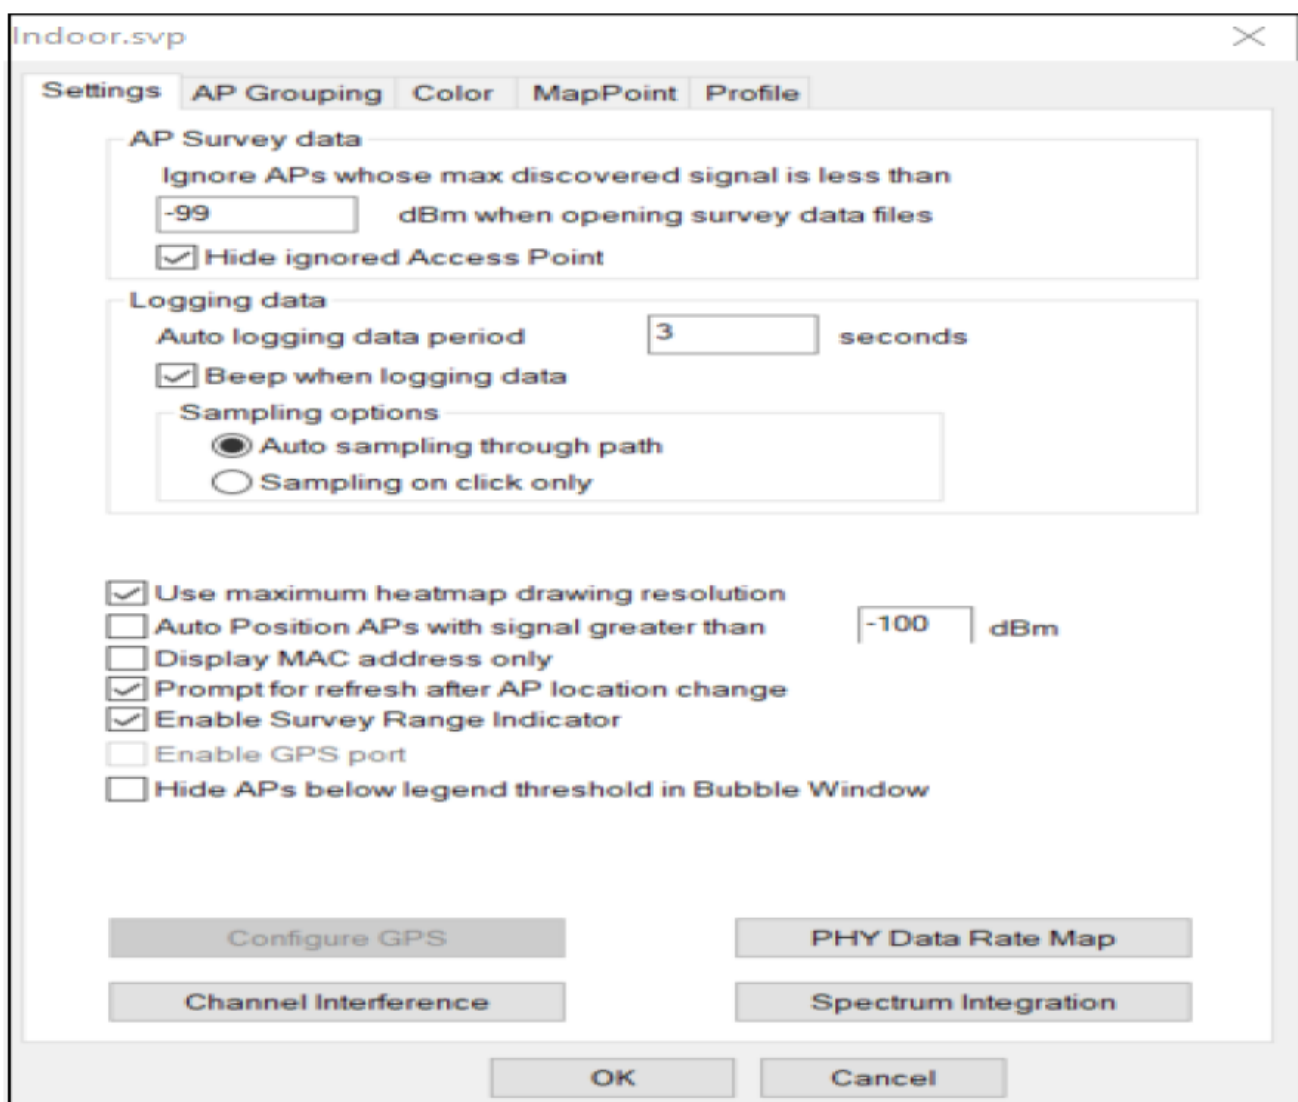 Indoor.svp
Settings AP Grouping Color MapPoint Profile
AP Survey data
Ignore APs whose max discovered signal is less than
-99 dBm when opening survey data files
Hide ignored Access Point
Logging data
Auto logging data period 3 seconds
Beep when logging data
Sampling options
Auto sampling through path
Sampling on click only
Use maximum heatmap drawing resolution
Auto Position APs with signal greater than -100 dBm
Display MAC address only
Prompt for refresh after AP location change
Enable Survey Range Indicator
Enable GPS port
Hide APs below legend threshold in Bubble Window
Configure GPS PHY Data Rate Map
Channel Interference Spectrum Integration
OK Cancel